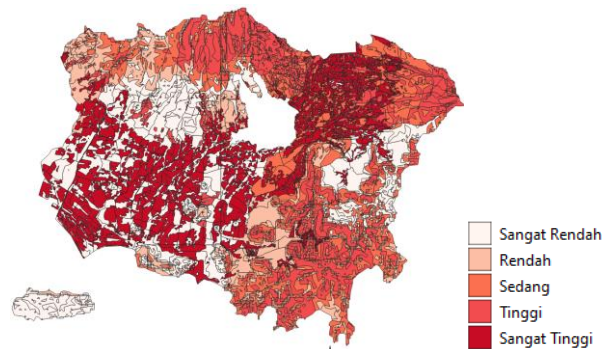 Sangat Rendah
Rendah
Sedang
Tinggi
Sangat Tinggi